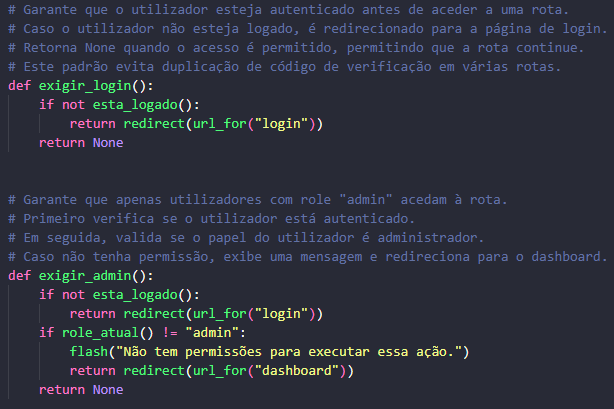 # Garante que o utilizador esteja autenticado antes de aceder a uma rota.
# Caso o utilizador não esteja logado, é redirecionado para a página de login.
# Retorna None quando o acesso é permitido, permitindo que a rota continue.
# Este padrão evita duplicação de código de verificação em várias rotas.
def exigir_login():
    if not esta_logado():
        return redirect(url_for("login"))
    return None
# Garante que apenas utilizadores com role "admin" acedam à rota.
# Primeiro verifica se o utilizador está autenticado.
# Em seguida, valida se o papel do utilizador é administrador.
# Caso não tenha permissão, exibe uma mensagem e redireciona para o dashboard.
def exigir_admin():
    if not esta_logado():
        return redirect(url_for("login"))
    if role_atual() != "admin":
        flash("Não tem permissões para executar essa ação.")
        return redirect(url_for("dashboard"))
    return None